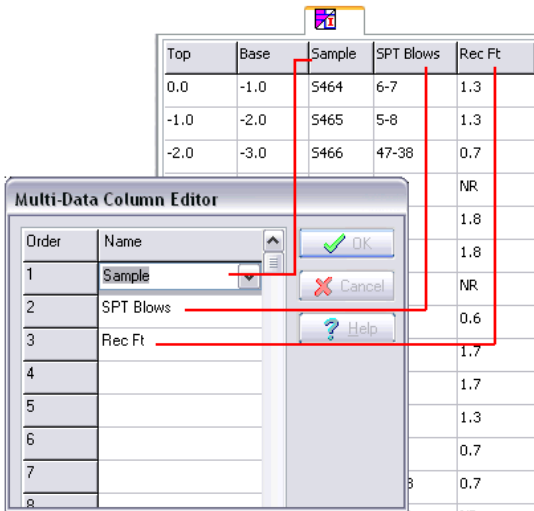 Top Base Sample SPT Blows Rec Ft
0.0 -1.0 S464 6-7 1.3
-1.0 -2.0 S465 5-8 1.3
-2.0 -3.0 S466 47-38 0.7
NR
Multi-Data Column Editor
1.8
Order Name OK
1.8
1 Sample Cancel
NR
2 SPT Blows Help
0.6
3 Rec Ft
1.7
4
1.7
5
1.3
6
0.7
7
0.7
8